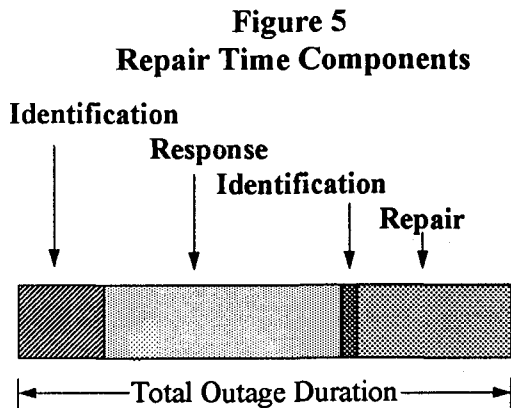 Figure 5
Repair Time Components
Identification
Response
Identification
Repair
Total Outage Duration